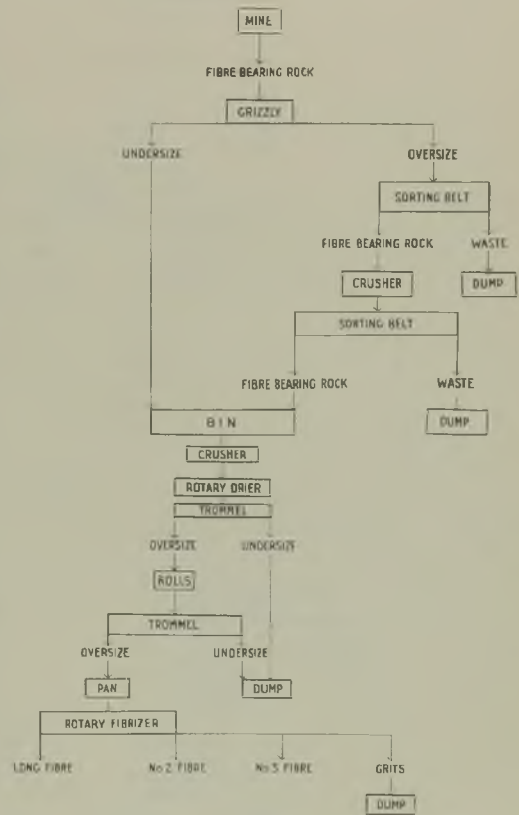 MINE
FIBRE BEARING ROCK
GRIZZLY
UNDERSIZE
OVERSIZE
SORTING BELT
FIBRE BEARING ROCK
WASTE
CRUSHER
DUMP
SORTING BELT
FIBRE BEARING ROCK
WASTE
BIN
DUMP
CRUSHER
ROTARY DRIER
TROMMEL
OVERSIZE
UNDERSIZE
ROLLS
TROMMEL
OVERSIZE
UNDERSIZE
PAN
DUMP
ROTARY FIBRIZER
LONG FIBRE
No 2 FIBRE
No 3 FIBRE
GRITS
DUMP